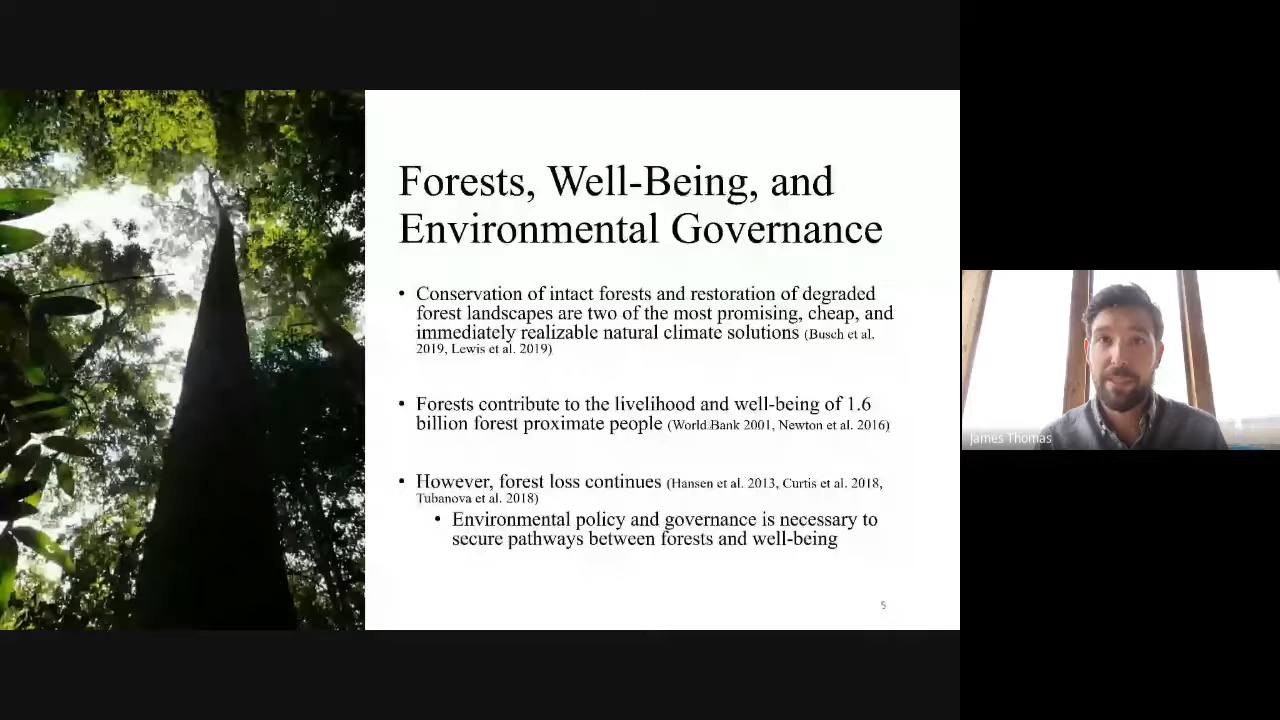 Forests, Well-Being, and
Environmental Governance
• Conservation of intact forests and restoration of degraded
forest landscapes are two of the most promising, cheap, and
immediately realizable natural climate solutions (Busch et al.
2019, Lewis et al. 2019)
• Forests contribute to the livelihood and well-being of 1.6
billion forest proximate people (World Bank 2001, Newton et al. 2016)
• However, forest loss continues (Hansen et al. 2013, Curtis et al. 2018,
Tubanova et al. 2018)
• Environmental policy and governance is necessary to
secure pathways between forests and well-being
5
James Thomas